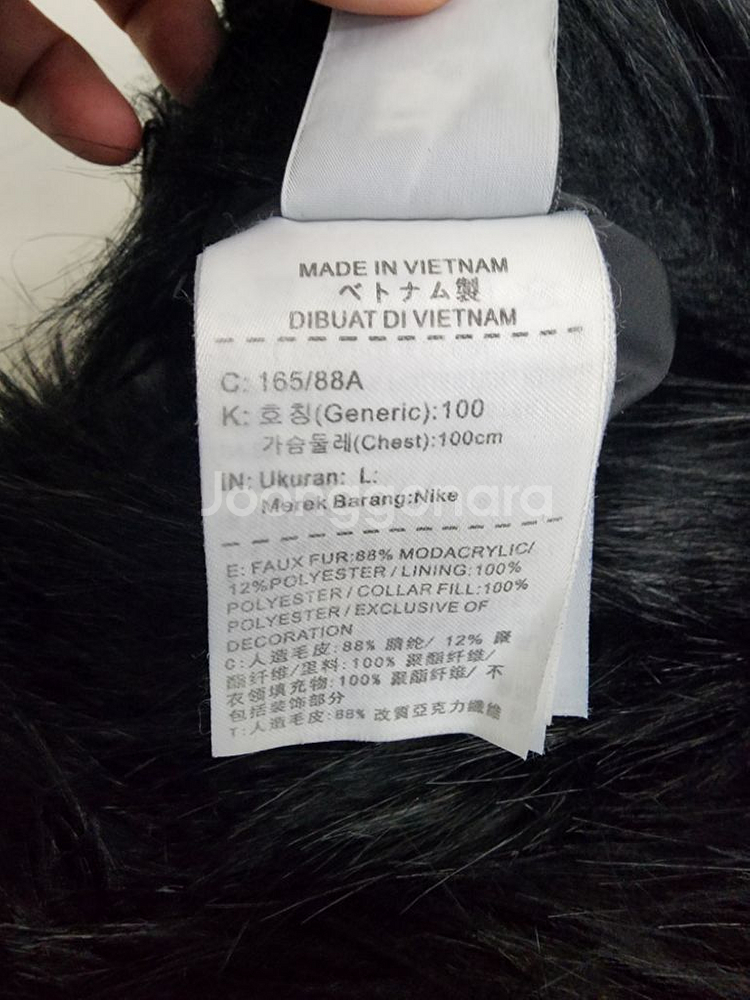 MADE IN VIETNAM
ベトナム製
DIBUAT DI VIETNAM
C: 165/88A
K: 호칭(Generic):100
가슴둘레(Chest):100cm
IN: Ukuran: L:
Merek Barang:Nike
Joonggonara
E: FAUX FUR:88% MODACRYLIC/
12%POLYESTER / LINING:100%
POLYESTER / COLLAR FILL:100%
POLYESTER / EXCLUSIVE OF
DECORATION
C: 人造毛皮: 88% 腈纶/ 12% 聚
酯纤维/里料: 100% 聚酯纤维/
衣领填充物: 100% 聚酯纤维/ 不
包括装饰部分
T: 人造毛皮: 88% 改質亞克力纖維